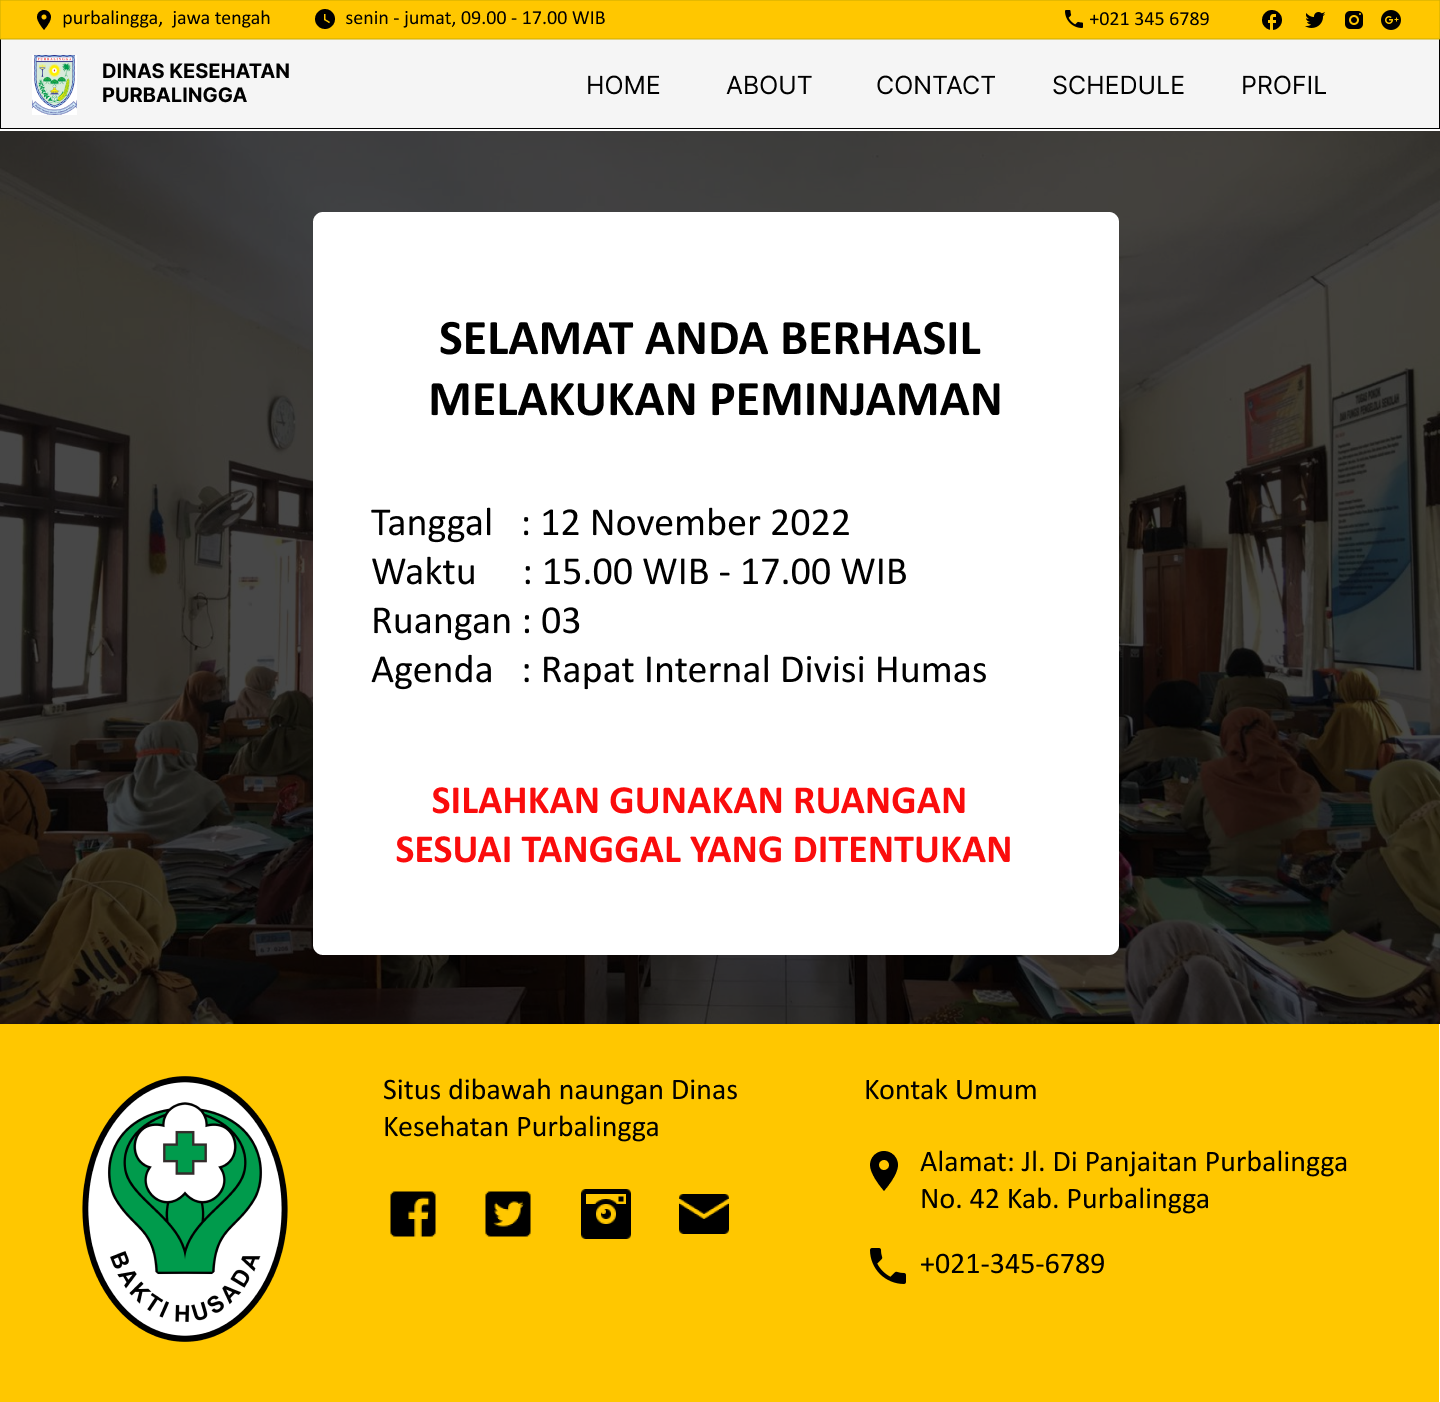 purbalingga, jawa tengah
senin - jumat, 09.00 - 17.00 WIB
+021 345 6789
DINAS KESEHATAN
PURBALINGGA
HOME
ABOUT
CONTACT
SCHEDULE
PROFIL
SELAMAT ANDA BERHASIL
MELAKUKAN PEMINJAMAN
Tanggal : 12 November 2022
Waktu : 15.00 WIB - 17.00 WIB
Ruangan : 03
Agenda : Rapat Internal Divisi Humas
SILAHKAN GUNAKAN RUANGAN
SESUAI TANGGAL YANG DITENTUKAN
Situs dibawah naungan Dinas
Kesehatan Purbalingga
Kontak Umum
Alamat: Jl. Di Panjaitan Purbalingga
No. 42 Kab. Purbalingga
+021-345-6789
BAKTI HUSADA